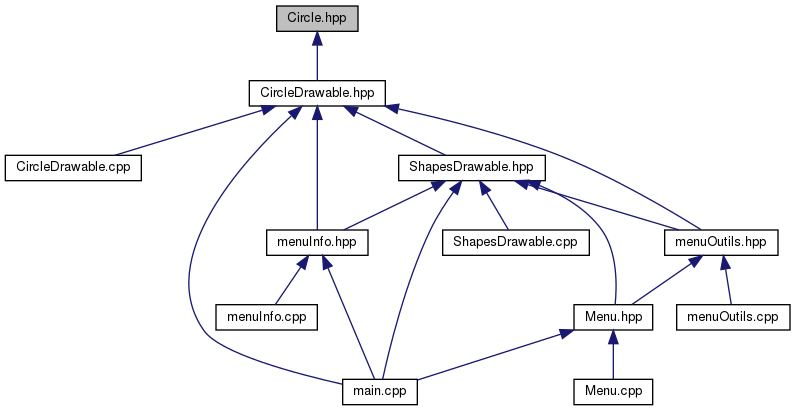 Circle.hpp
CircleDrawable.hpp
CircleDrawable.cpp
ShapesDrawable.hpp
menuInfo.hpp
ShapesDrawable.cpp
menuOutils.hpp
menuInfo.cpp
Menu.hpp
menuOutils.cpp
main.cpp
Menu.cpp